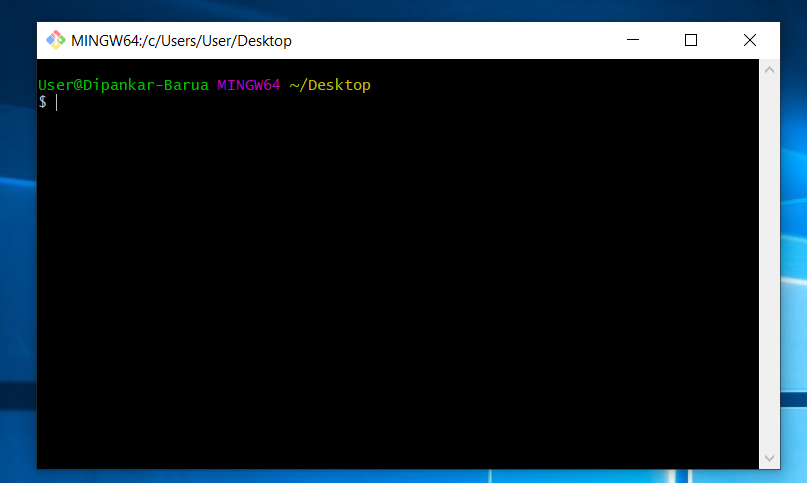 MINGW64:/c/Users/User/Desktop
User@Dipankar-Barua MINGW64 ~/Desktop
$